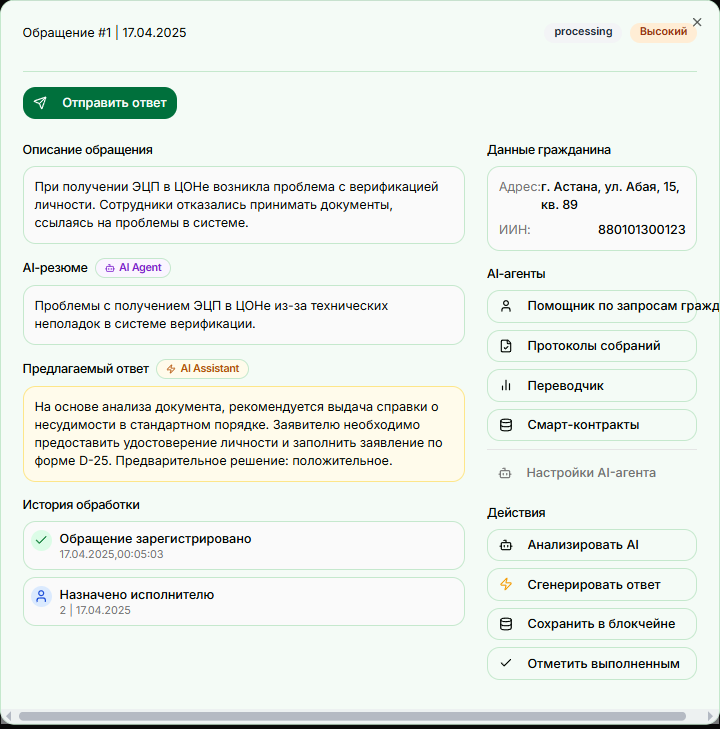 Обращение #1 | 17.04.2025
processing
Высокий
Отправить ответ
Описание обращения
При получении ЭЦП в ЦОНе возникла проблема с верификацией
личности. Сотрудники отказались принимать документы,
ссылаясь на проблемы в системе.
AI-резюме
AI Agent
Проблемы с получением ЭЦП в ЦОНе из-за технических
неполадок в системе верификации.
Предлагаемый ответ
AI Assistant
На основе анализа документа, рекомендуется выдача справки о
несудимости в стандартном порядке. Заявителю необходимо
предоставить удостоверение личности и заполнить заявление по
форме D-25. Предварительное решение: положительное.
История обработки
Обращение зарегистрировано
17.04.2025,00:05:03
Назначено исполнителю
2 | 17.04.2025
Данные гражданина
Адрес:г. Астана, ул. Абая, 15,
кв. 89
ИИН: 880101300123
AI-агенты
Помощник по запросам гражд
Протоколы собраний
Переводчик
Смарт-контракты
Настройки AI-агента
Действия
Анализировать AI
Сгенерировать ответ
Сохранить в блокчейне
Отметить выполненным